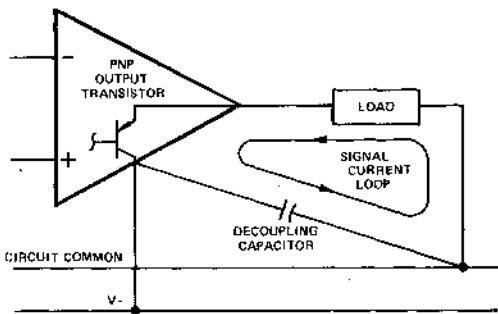 −
PNP
OUTPUT
TRANSISTOR
+
LOAD
SIGNAL
CURRENT
LOOP
DECOUPLING
CAPACITOR
CIRCUIT COMMON
V−